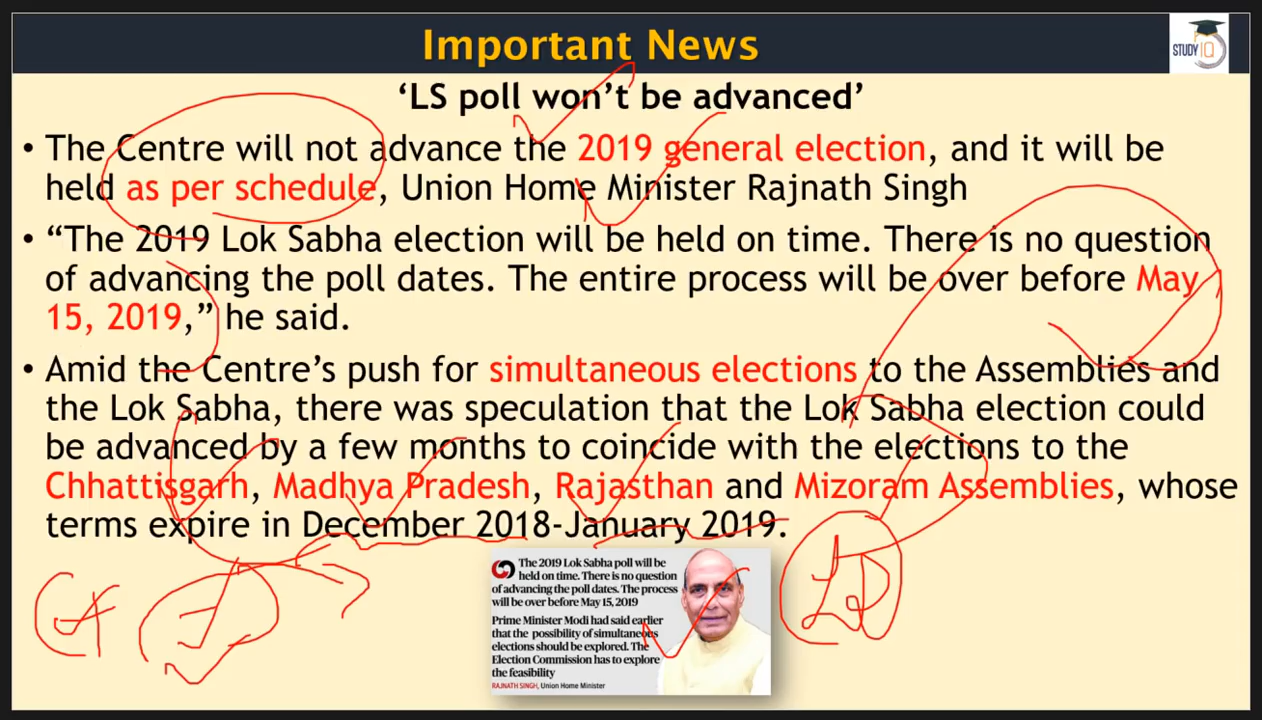 Important News
STUDY IQ
‘LS poll won’t be advanced’
• The Centre will not advance the 2019 general election, and it will be
held as per schedule, Union Home Minister Rajnath Singh
• “The 2019 Lok Sabha election will be held on time. There is no question
of advancing the poll dates. The entire process will be over before May
15, 2019,” he said.
• Amid the Centre’s push for simultaneous elections to the Assemblies and
the Lok Sabha, there was speculation that the Lok Sabha election could
be advanced by a few months to coincide with the elections to the
Chhattisgarh, Madhya Pradesh, Rajasthan and Mizoram Assemblies, whose
terms expire in December 2018-January 2019.
The 2019 Lok Sabha poll will be
held on time. There is no question
of advancing the poll dates. The process
will be over before May 15, 2019
Prime Minister Modi had said earlier
that the possibility of simultaneous
elections should be explored. The
Election Commission has to explore
the feasibility
RAJNATH SINGH, Union Home Minister